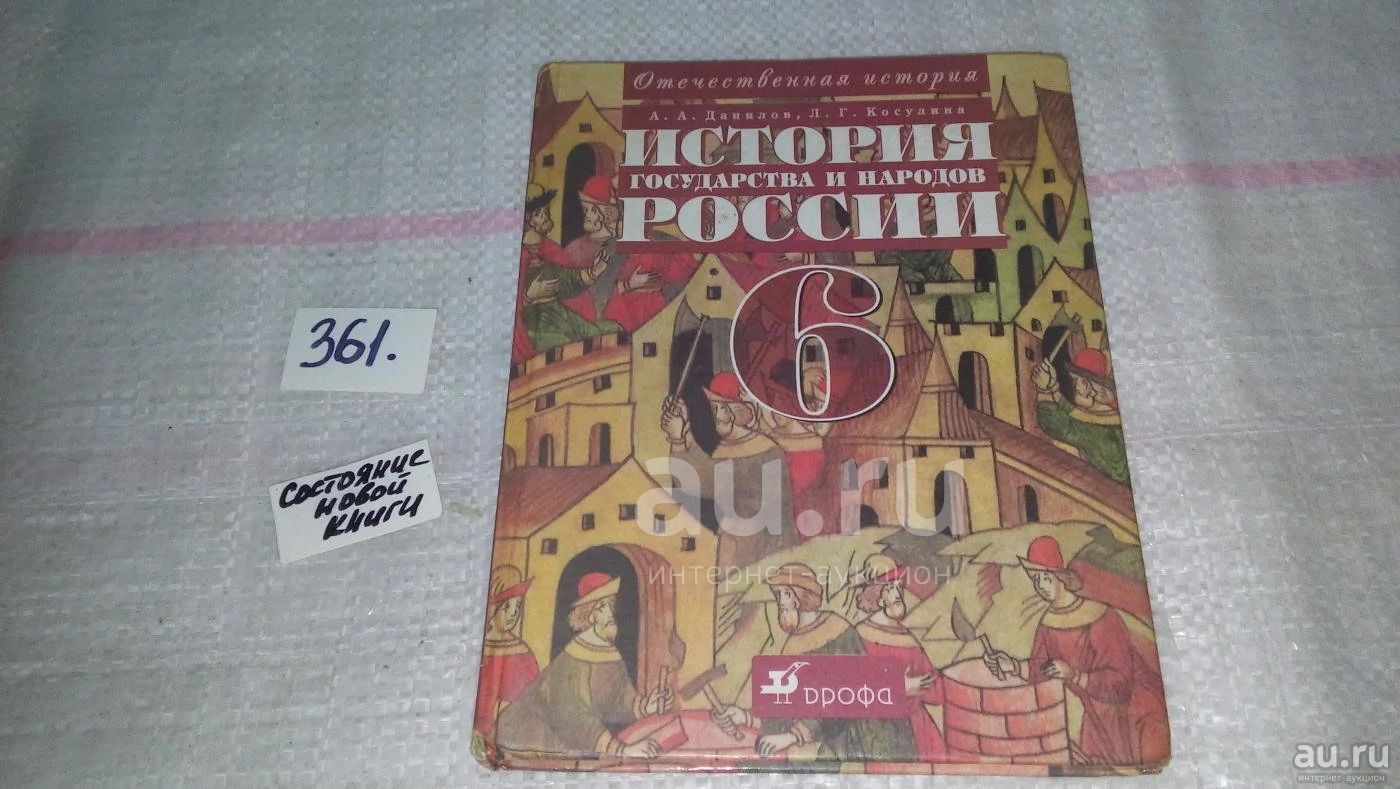 Отечественная история
А. А. Данилов, Л. Г. Косулина
ИСТОРИЯ
ГОСУДАРСТВА И НАРОДОВ
РОССИИ
6
361.
Состояние
новой
книги
au.ru
интернет-аукцион
дрофа
au.ru
интернет-аукцион